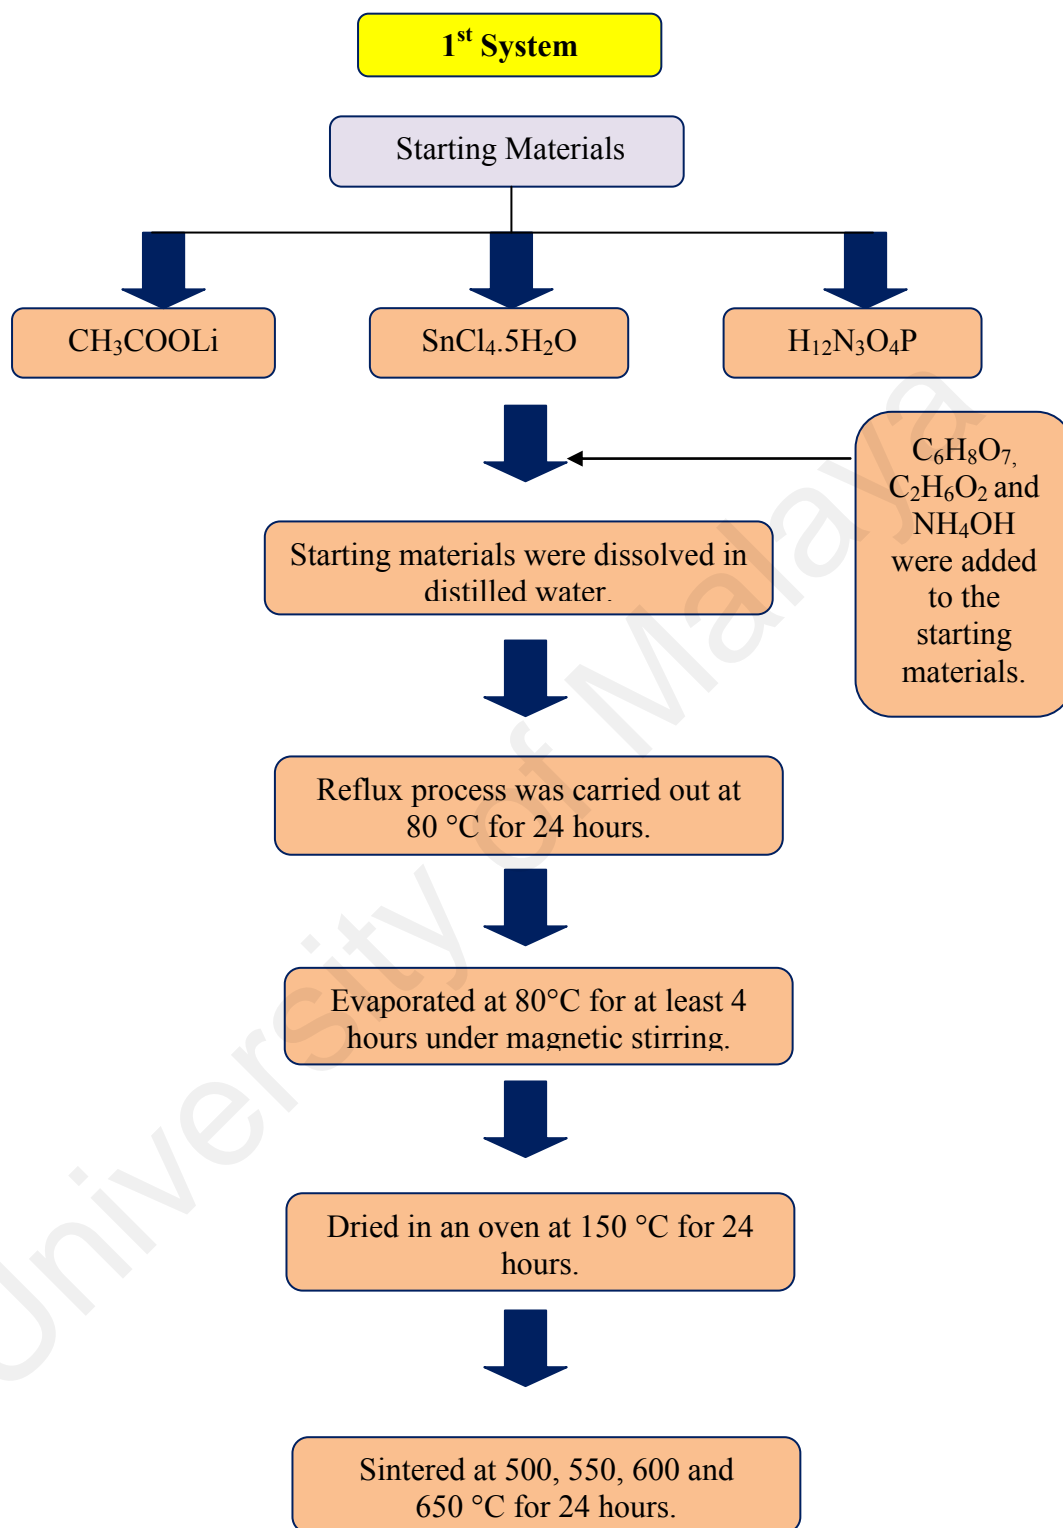 1st System
Starting Materials
CH₃COOLi
SnCl₄.5H₂O
H₁₂N₃O₄P
C₆H₈O₇,
C₂H₆O₂ and
NH₄OH
were added
to the
starting
materials.
Starting materials were dissolved in
distilled water.
Reflux process was carried out at
80 °C for 24 hours.
Evaporated at 80°C for at least 4
hours under magnetic stirring.
Dried in an oven at 150 °C for 24
hours.
Sintered at 500, 550, 600 and
650 °C for 24 hours.
University of Malaya